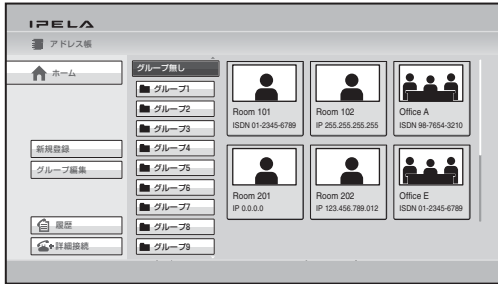 IPELA
アドレス帳
ホーム
新規登録
グループ編集
履歴
詳細接続
グループ無し
グループ1
グループ2
グループ3
グループ4
グループ5
グループ6
グループ7
グループ8
グループ9
Room 101
ISDN 01-2345-6789
Room 102
IP 255.255.255.255
Office A
ISDN 98-7654-3210
Room 201
IP 0.0.0.0
Room 202
IP 123.456.789.012
Office E
ISDN 01-2345-6789